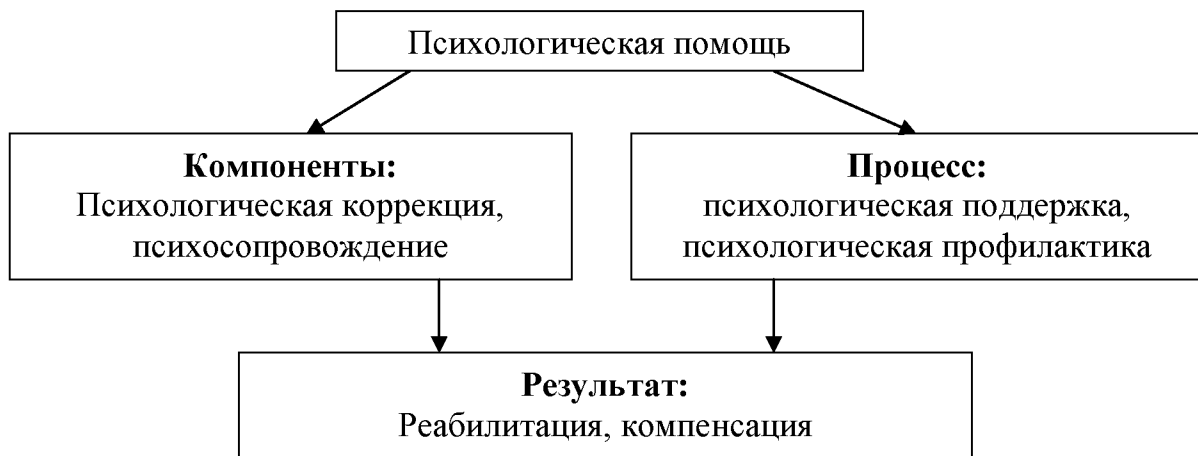 Психологическая помощь
Компоненты:
Психологическая коррекция,
психосопровождение
Процесс:
психологическая поддержка,
психологическая профилактика
Результат:
Реабилитация, компенсация